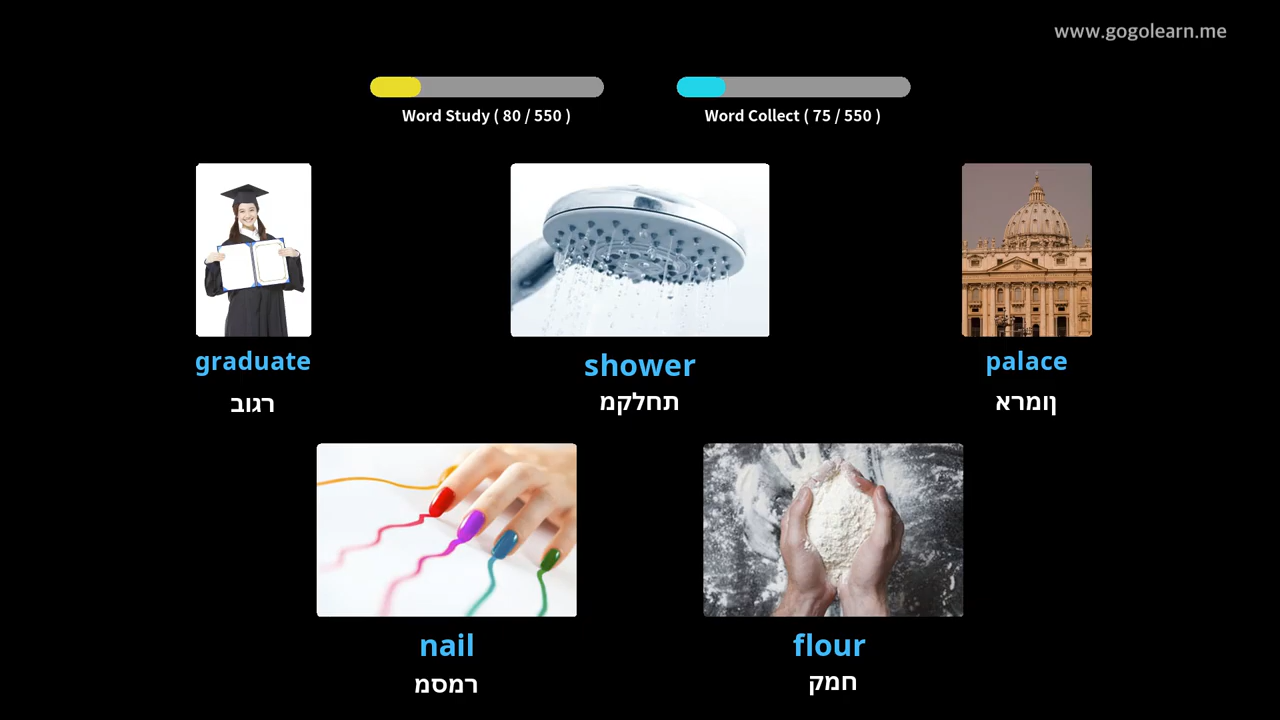 www.gogolearn.me
Word Study ( 80 / 550 )
Word Collect ( 75 / 550 )
graduate
רגוב
shower
תחלקמ
palace
ןומרא
nail
רמסמ
flour
חמק